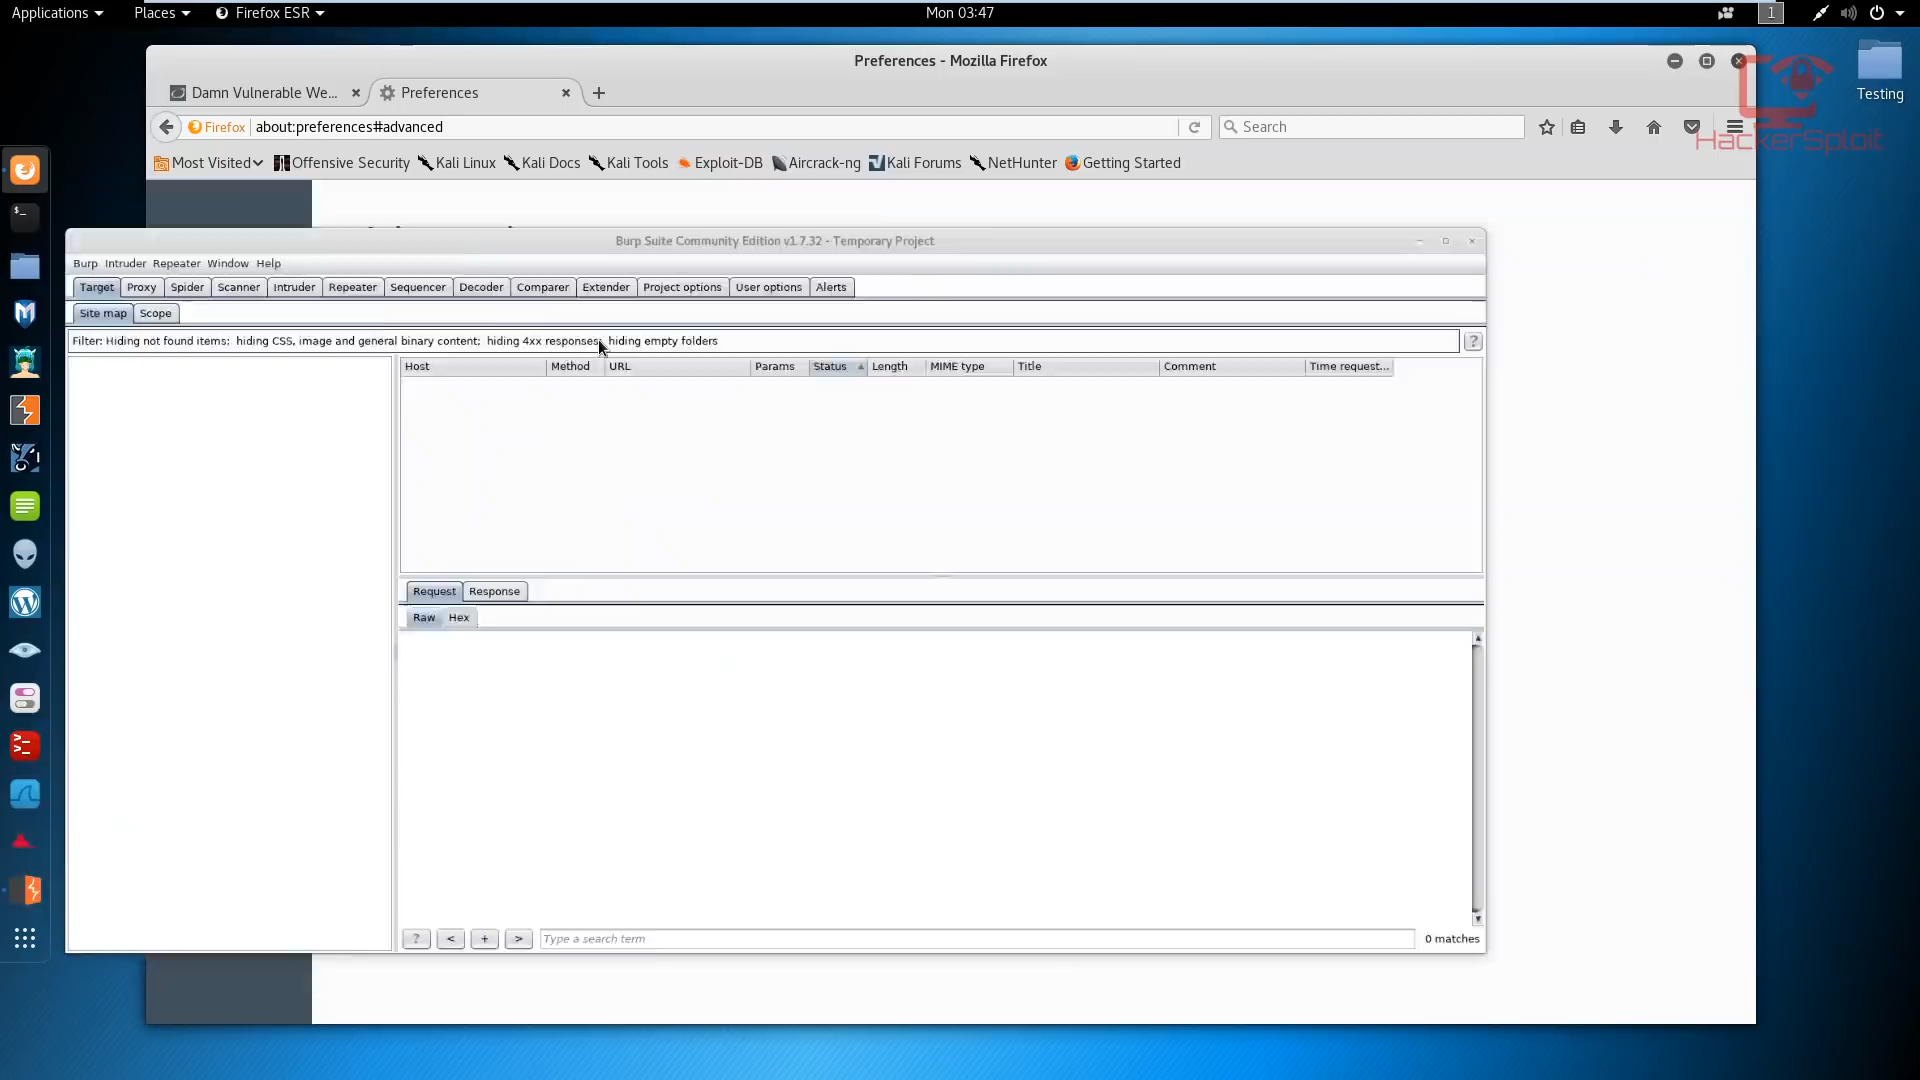 Applications Places Firefox ESR Mon 03:47 1
Preferences - Mozilla Firefox
Testing
Damn Vulnerable We... Preferences
Firefox about:preferences#advanced Search
HackerSploit
Most Visited Offensive Security Kali Linux Kali Docs Kali Tools Exploit-DB Aircrack-ng Kali Forums NetHunter Getting Started
Burp Suite Community Edition v1.7.32 - Temporary Project
Burp Intruder Repeater Window Help
Target Proxy Spider Scanner Intruder Repeater Sequencer Decoder Comparer Extender Project options User options Alerts
Site map Scope
Filter: Hiding not found items; hiding CSS, image and general binary content; hiding 4xx responses; hiding empty folders ?
Host Method URL Params Status Length MIME type Title Comment Time request...
Request Response
Raw Hex
? < + > Type a search term 0 matches